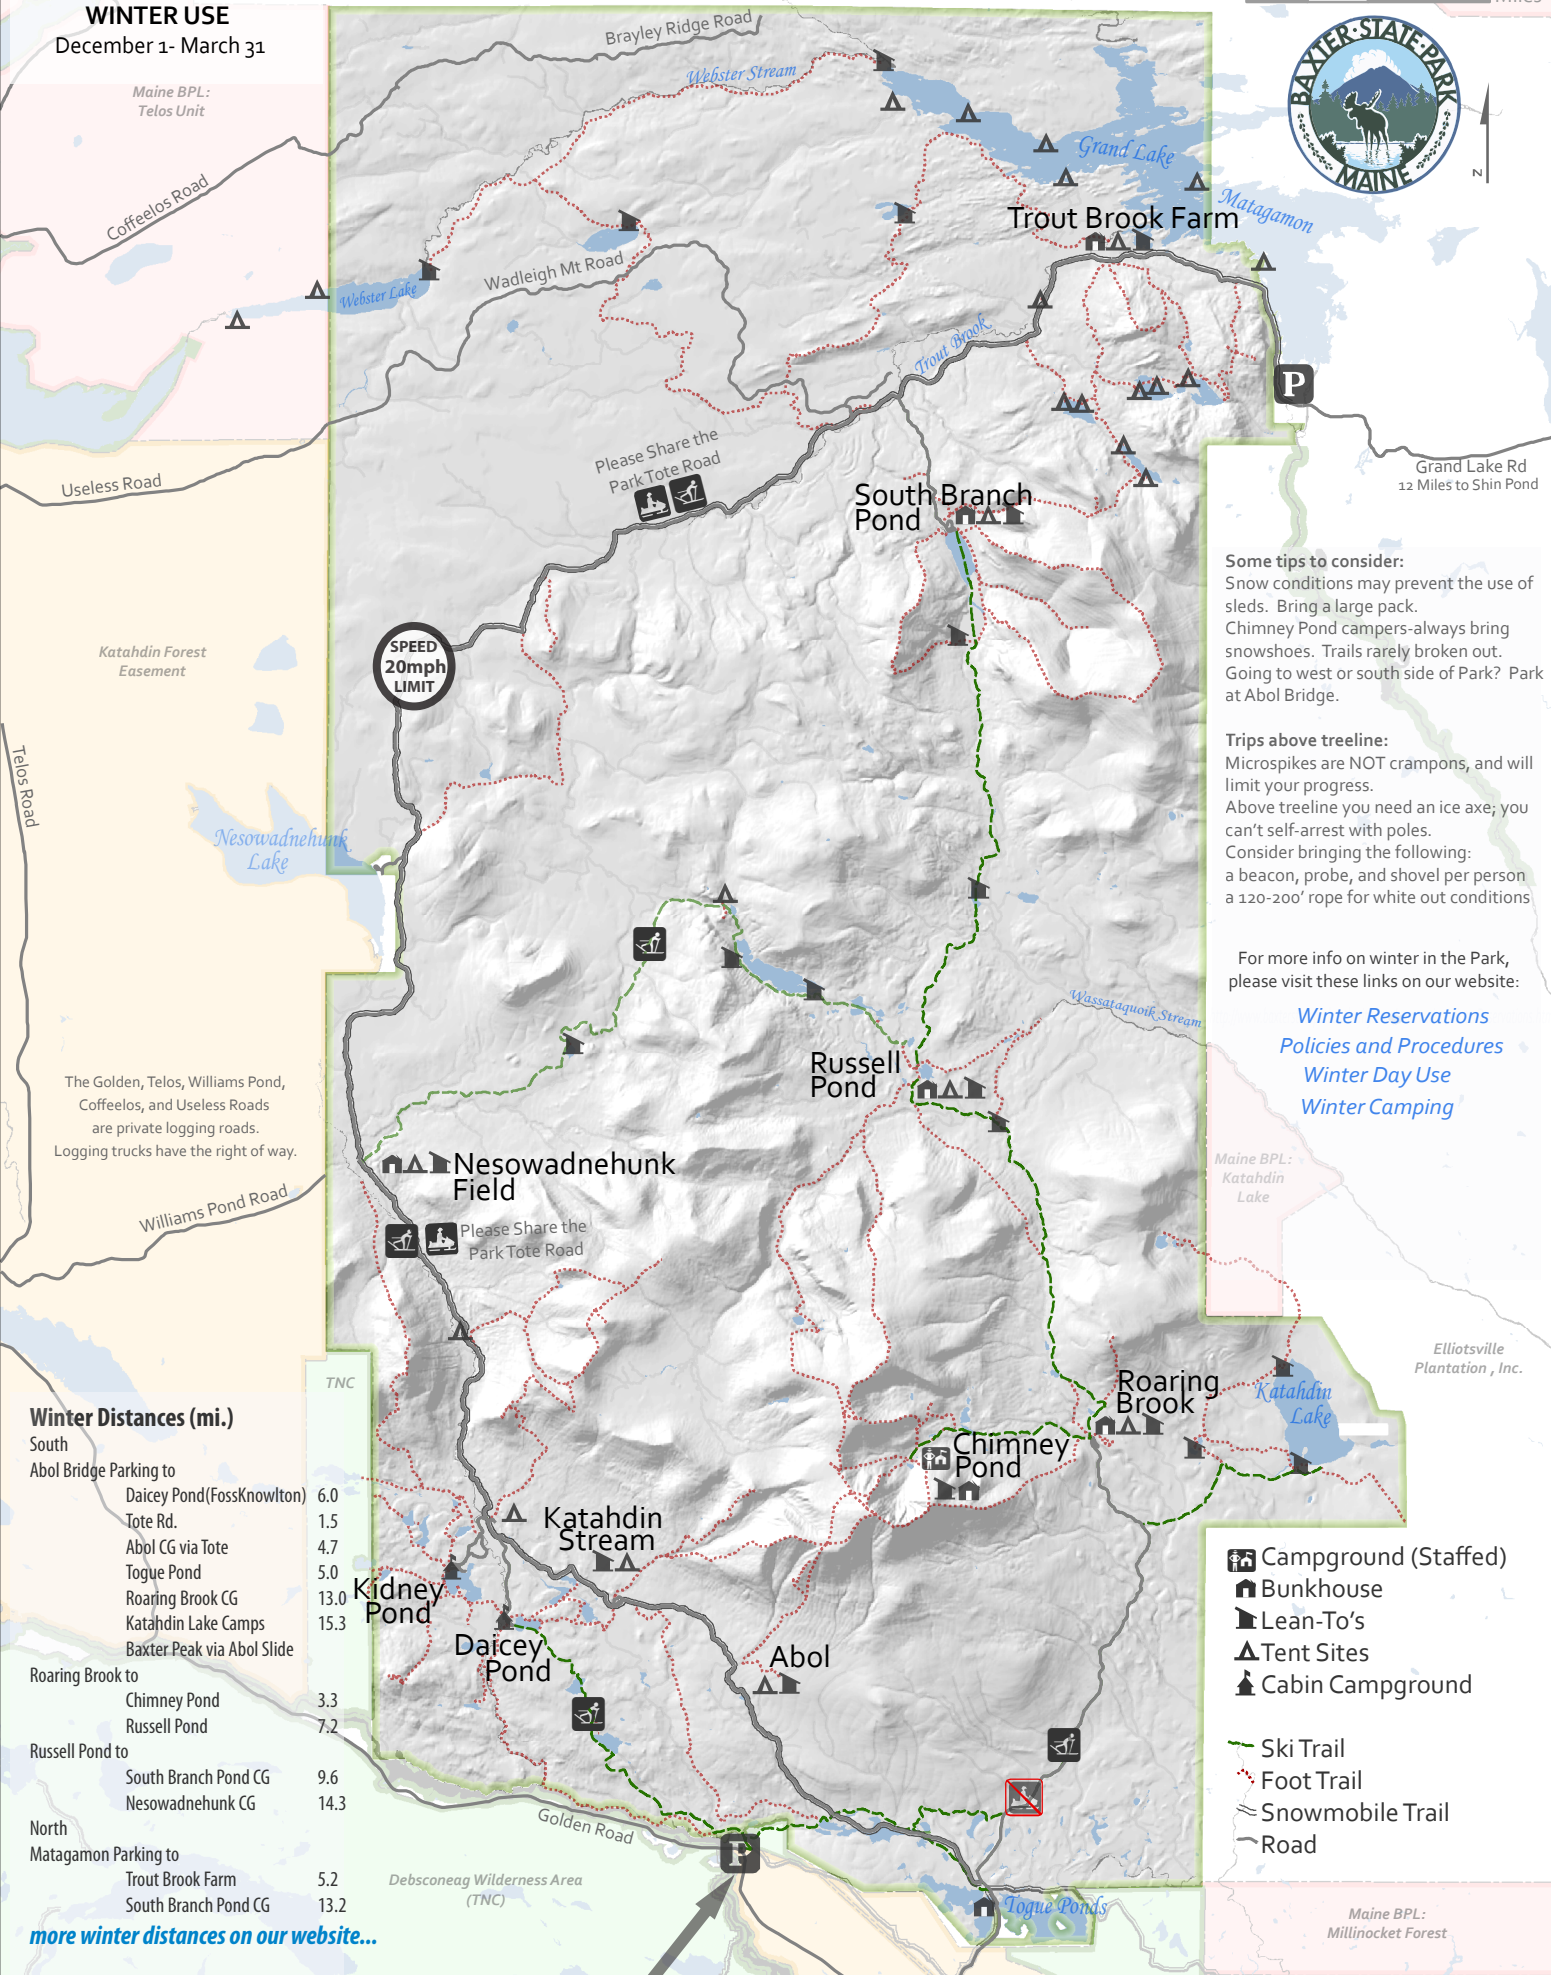 WINTER USE
December 1- March 31
Miles
BAXTER·STATE·PARK
MAINE
N
Maine BPL:
Telos Unit
Brayley Ridge Road
Webster Stream
Coffeelos Road
Grand Lake
Matagamon
Trout Brook Farm
Wadleigh Mt Road
Webster Lake
Trout Brook
P
Please Share the
Park Tote Road
Useless Road
Grand Lake Rd
12 Miles to Shin Pond
South Branch
Pond
Some tips to consider:
Snow conditions may prevent the use of
sleds.  Bring a large pack.
Chimney Pond campers-always bring
snowshoes.  Trails rarely broken out.
Going to west or south side of Park?  Park
at Abol Bridge.
SPEED
20mph
LIMIT
Katahdin Forest
Easement
Trips above treeline:
Microspikes are NOT crampons, and will
limit your progress.
Above treeline you need an ice axe; you
can't self-arrest with poles.
Consider bringing the following:
a beacon, probe, and shovel per person
a 120-200' rope for white out conditions
Telos Road
Nesowadnehunk
Lake
For more info on winter in the Park,
please visit these links on our website:
Winter Reservations
Policies and Procedures
Winter Day Use
Winter Camping
Wassataquoik Stream
Russell
Pond
The Golden, Telos, Williams Pond,
Coffeelos, and Useless Roads
are private logging roads.
Logging trucks have the right of way.
Maine BPL:
Katahdin
Lake
Nesowadnehunk
Field
Williams Pond Road
Please Share the
Park Tote Road
Elliotsville
Plantation , Inc.
TNC
Roaring
Brook
Katahdin
Lake
Chimney
Pond
Katahdin
Stream
Kidney
Pond
Daicey
Pond
Abol
Winter Distances (mi.)
South
Abol Bridge Parking to
Daicey Pond(FossKnowlton) 6.0
Tote Rd. 1.5
Abol CG via Tote 4.7
Togue Pond 5.0
Roaring Brook CG 13.0
Katahdin Lake Camps 15.3
Baxter Peak via Abol Slide
Roaring Brook to
Chimney Pond 3.3
Russell Pond 7.2
Russell Pond to
South Branch Pond CG 9.6
Nesowadnehunk CG 14.3
North
Matagamon Parking to
Trout Brook Farm 5.2
South Branch Pond CG 13.2
more winter distances on our website...
Campground (Staffed)
Bunkhouse
Lean-To's
Tent Sites
Cabin Campground
Ski Trail
Foot Trail
Snowmobile Trail
Road
Golden Road
P
Debsconeag Wilderness Area
(TNC)
Togue Ponds
Maine BPL:
Millinocket Forest